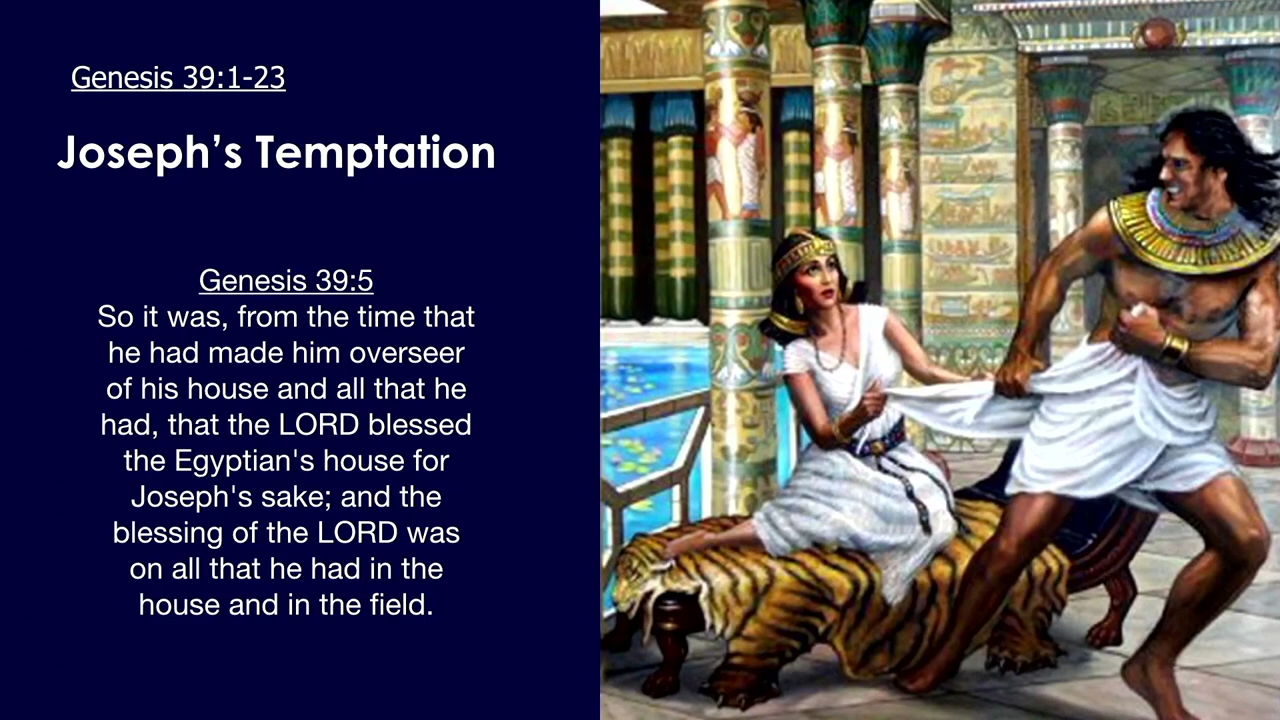 Genesis 39:1-23
Joseph’s Temptation
Genesis 39:5
So it was, from the time that
he had made him overseer
of his house and all that he
had, that the LORD blessed
the Egyptian's house for
Joseph's sake; and the
blessing of the LORD was
on all that he had in the
house and in the field.